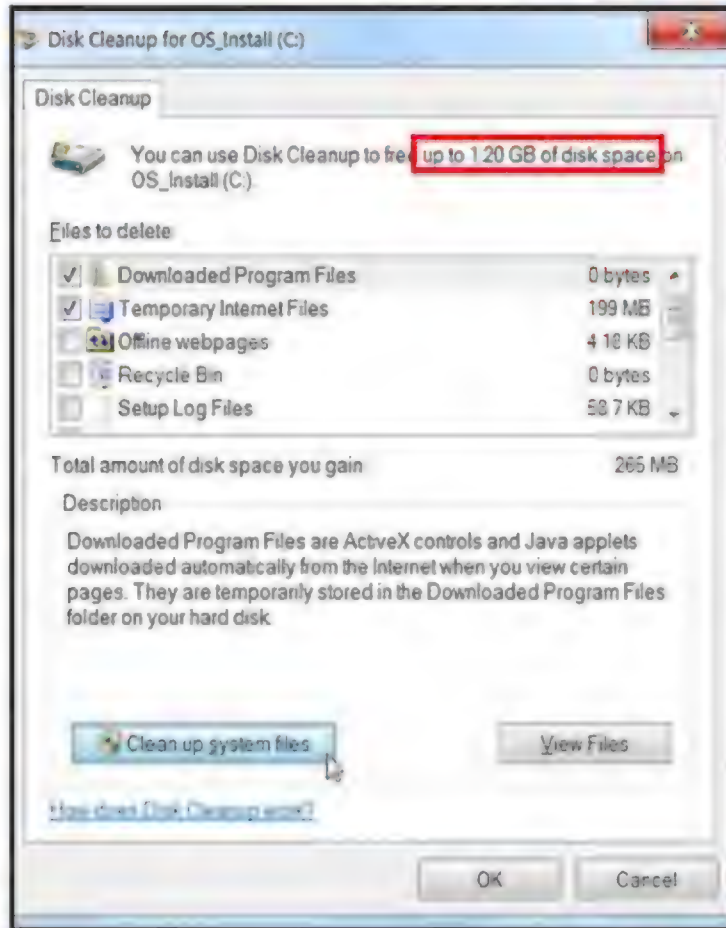 Disk Cleanup for OS_Install (C:)
Disk Cleanup
You can use Disk Cleanup to free up to 1.20 GB of disk space on
OS_Install (C:)
Files to delete
Downloaded Program Files 0 bytes
Temporary Internet Files 199 MB
Offline webpages 4.18 KB
Recycle Bin 0 bytes
Setup Log Files 58.7 KB
Total amount of disk space you gain 265 MB
Description
Downloaded Program Files are ActiveX controls and Java applets
downloaded automatically from the Internet when you view certain
pages. They are temporarily stored in the Downloaded Program Files
folder on your hard disk.
Clean up system files
View Files
How does Disk Cleanup work?
OK
Cancel